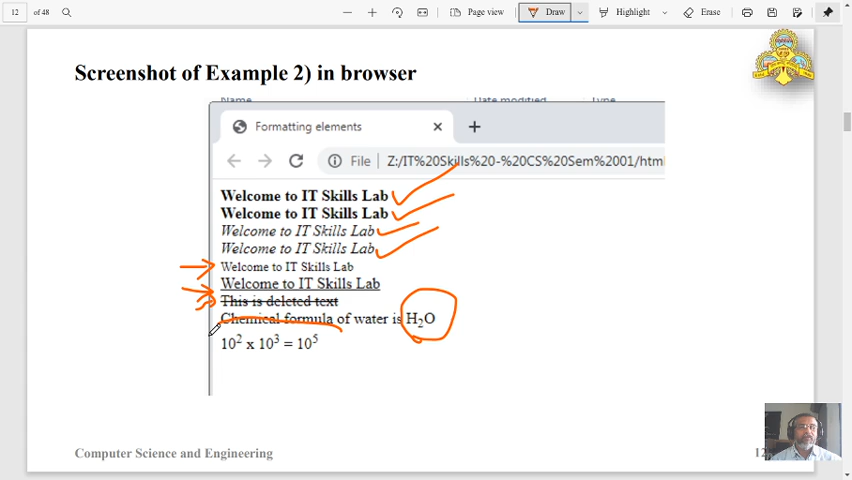 12 of 48 Page view Draw Highlight Erase
Screenshot of Example 2) in browser
Name Date modified Type
Formatting elements
File Z:/IT%20Skills%20-%20CS%20Sem%2001/html
Welcome to IT Skills Lab
Welcome to IT Skills Lab
Welcome to IT Skills Lab
Welcome to IT Skills Lab
Welcome to IT Skills Lab
Welcome to IT Skills Lab
This is deleted text
Chemical formula of water is H₂O
10² x 10³ = 10⁵
Computer Science and Engineering 12